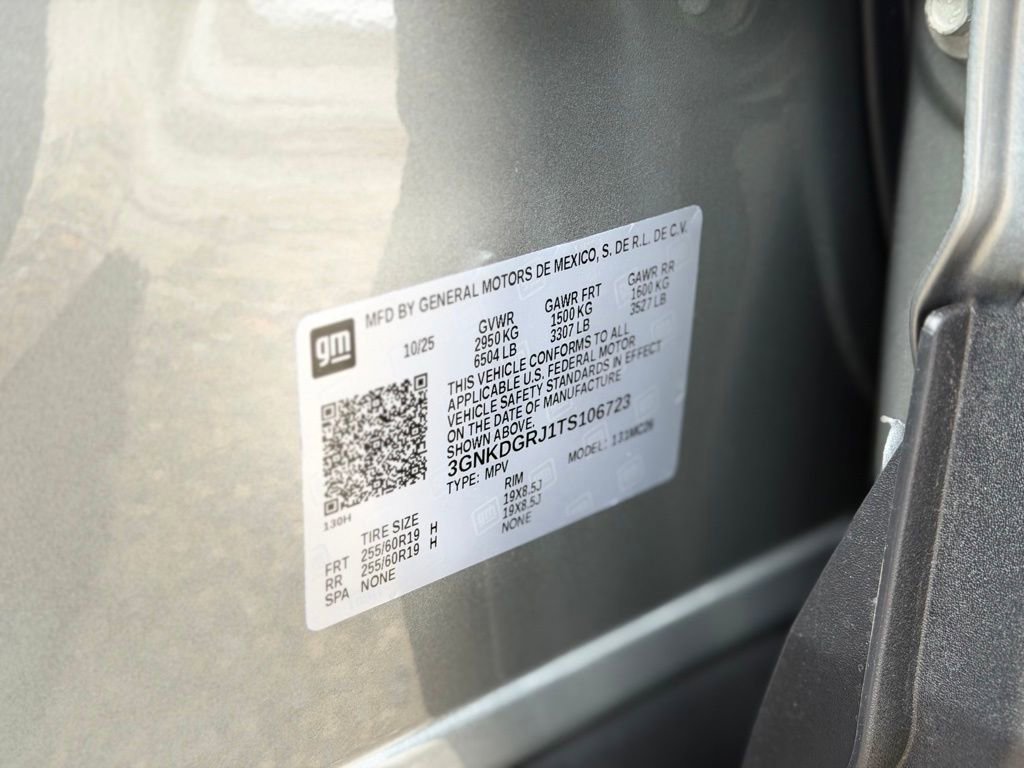 gm
MFD BY GENERAL MOTORS DE MEXICO, S. DE R.L. DE C.V.
10/25
GVWR
2950 KG
6504 LB
GAWR FRT
1500 KG
3307 LB
GAWR RR
1600 KG
3527 LB
THIS VEHICLE CONFORMS TO ALL
APPLICABLE U.S. FEDERAL MOTOR
VEHICLE SAFETY STANDARDS IN EFFECT
ON THE DATE OF MANUFACTURE
SHOWN ABOVE.
3GNKDGRJ1TS106723
TYPE: MPV
MODEL: 131MC26
130H
TIRE SIZE
RIM
FRT 255/60R19 H 19X8.5J
RR 255/60R19 H 19X8.5J
SPA NONE NONE